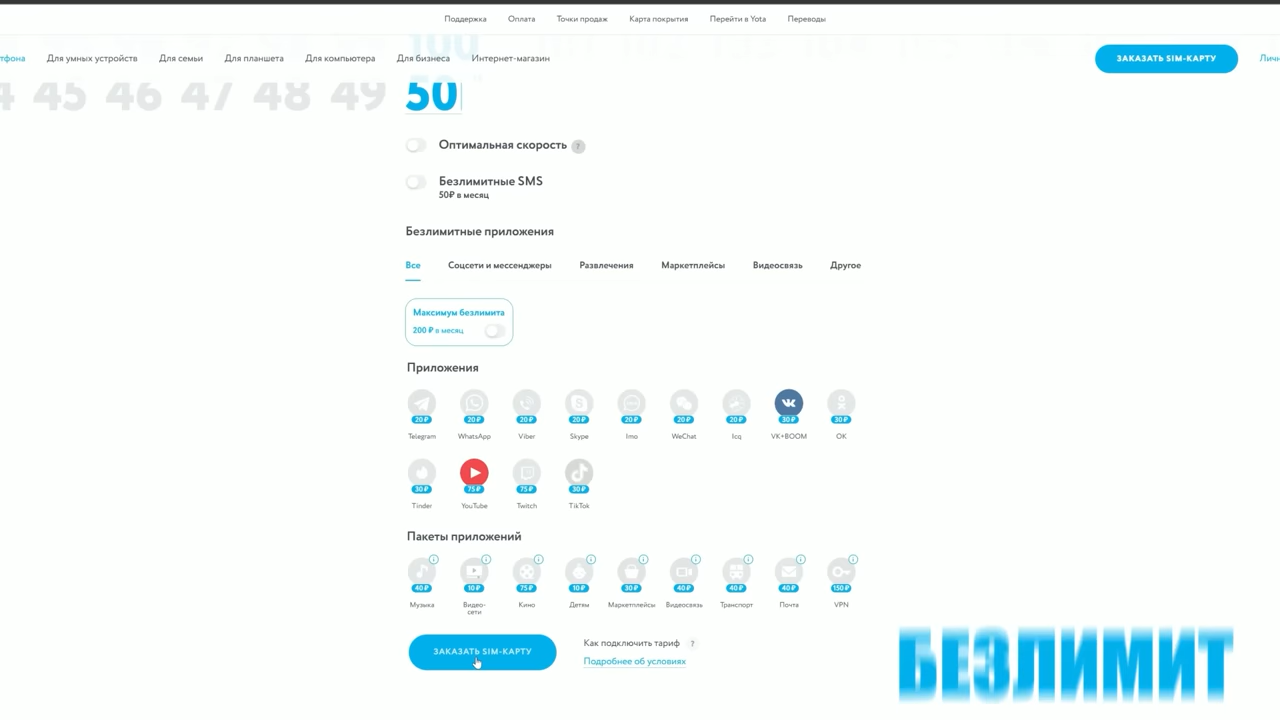 Поддержка Оплата Точки продаж Карта покрытия Перейти в Yota Переводы
100
тфона Для умных устройств Для семьи Для планшета Для компьютера Для бизнеса Интернет-магазин ЗАКАЗАТЬ SIM-КАРТУ Личн
4 45 46 47 48 49 50
Оптимальная скорость ?
Безлимитные SMS
50₽ в месяц
Безлимитные приложения
Все Соцсети и мессенджеры Развлечения Маркетплейсы Видеосвязь Другое
Максимум безлимита
200 ₽ в месяц
Приложения
20 ₽ 20 ₽ 20 ₽ 20 ₽ 20 ₽ 20 ₽ 20 ₽ 30 ₽ 30 ₽
Telegram WhatsApp Viber Skype Imo WeChat Icq VK+BOOM OK
30 ₽ 75 ₽ 75 ₽ 30 ₽
Tinder YouTube Twitch TikTok
Пакеты приложений
40 ₽ 10 ₽ 75 ₽ 10 ₽ 30 ₽ 40 ₽ 40 ₽ 40 ₽ 150 ₽
Музыка Видео- Кино Детям Маркетплейсы Видеосвязь Транспорт Почта VPN
сети
ЗАКАЗАТЬ SIM-КАРТУ Как подключить тариф ?
Подробнее об условиях
БЕЗЛИМИТ